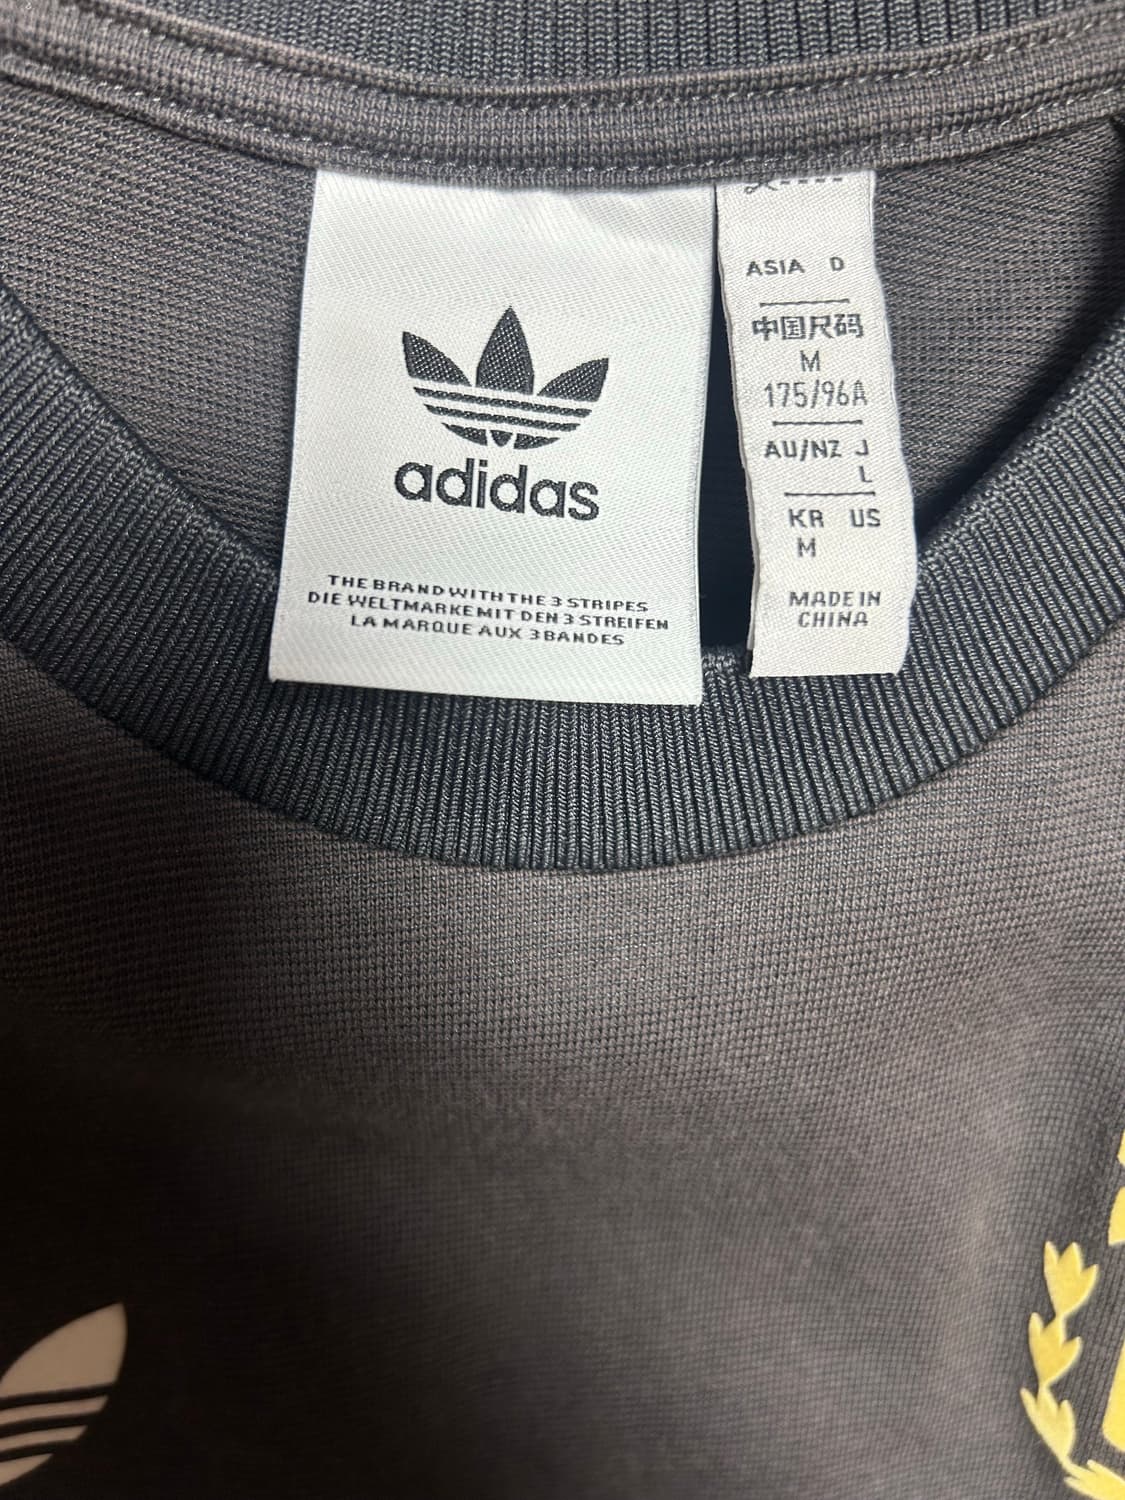 adidas
THE BRAND WITH THE 3 STRIPES
DIE WELTMARKE MIT DEN 3 STREIFEN
LA MARQUE AUX 3 BANDES
ASIA D
中国尺码
M
175/96A
AU/NZ J
L
KR US
M
MADE IN
CHINA